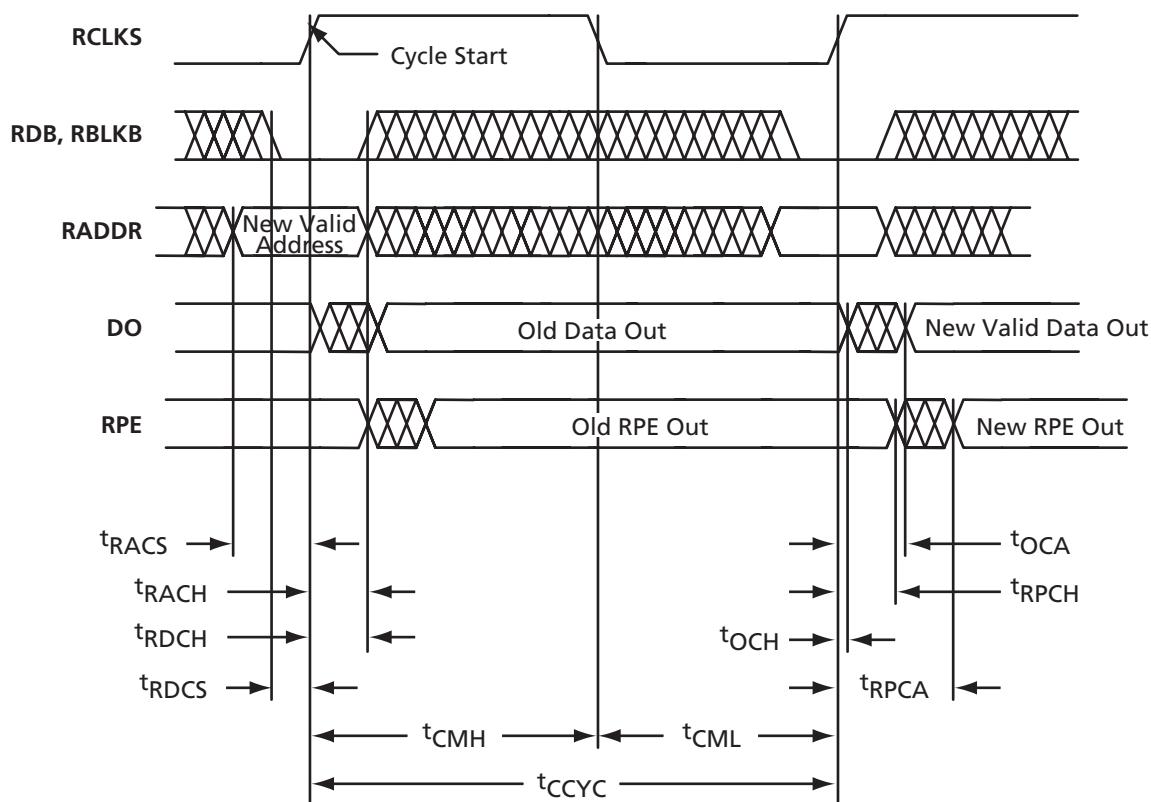 RCLKS
Cycle Start
RDB, RBLKB
RADDR
New Valid
Address
DO
Old Data Out
New Valid Data Out
RPE
Old RPE Out
New RPE Out
tRACS
tOCA
tRACH
tRPCH
tRDCH
tOCH
tRDCS
tRPCA
tCMH
tCML
tCCYC